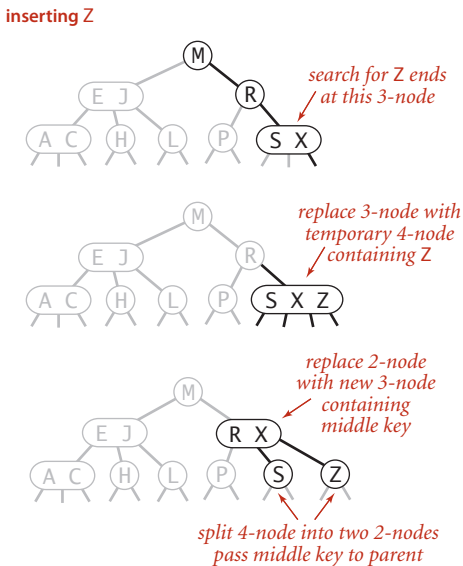 inserting Z
M
search for Z ends
at this 3-node
E J
R
A C H L P S X
replace 3-node with
temporary 4-node
containing Z
M
E J
R
A C H L P S X Z
replace 2-node
with new 3-node
containing
middle key
M
E J R X
A C H L P S Z
split 4-node into two 2-nodes
pass middle key to parent